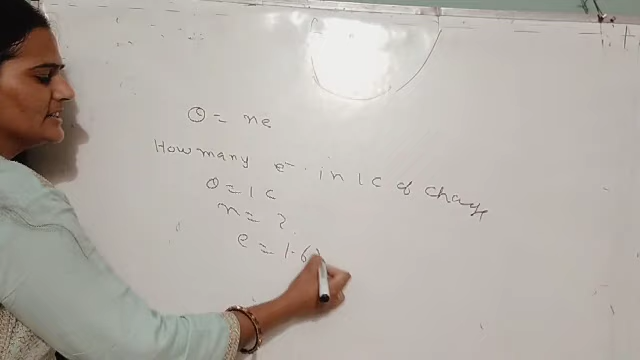 Q = ne
How many e⁻ in 1 C of charge
Q = 1 C
n = ?
e = 1.6